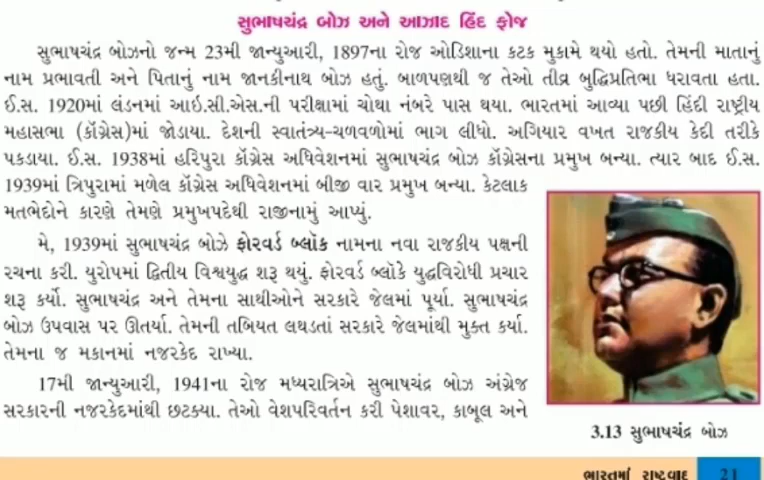 સુભાષચંદ્ર બોઝ અને આઝાદ હિંદ ફોજ
સુભાષચંદ્ર બોઝનો જન્મ 23મી જાન્યુઆરી, 1897ના રોજ ઓડિશાના કટક મુકામે થયો હતો. તેમની માતાનું
નામ પ્રભાવતી અને પિતાનું નામ જાનકીનાથ બોઝ હતું. બાળપણથી જ તેઓ તીવ્ર બુદ્ધિપ્રતિભા ધરાવતા હતા.
ઈ.સ. 1920માં લંડનમાં આઇ.સી.એસ.ની પરીક્ષામાં ચોથા નંબરે પાસ થયા. ભારતમાં આવ્યા પછી હિંદી રાષ્ટ્રીય
મહાસભા (કૉંગ્રેસ)માં જોડાયા. દેશની સ્વાતંત્ર્ય-ચળવળોમાં ભાગ લીધો. અગિયાર વખત રાજકીય કેદી તરીકે
પકડાયા. ઈ.સ. 1938માં હરિપુરા કૉંગ્રેસ અધિવેશનમાં સુભાષચંદ્ર બોઝ કૉંગ્રેસના પ્રમુખ બન્યા. ત્યાર બાદ ઈ.સ.
1939માં ત્રિપુરામાં મળેલ કૉંગ્રેસ અધિવેશનમાં બીજી વાર પ્રમુખ બન્યા. કેટલાક
મતભેદોને કારણે તેમણે પ્રમુખપદેથી રાજીનામું આપ્યું.
મે, 1939માં સુભાષચંદ્ર બોઝે ફોરવર્ડ બ્લૉક નામના નવા રાજકીય પક્ષની
રચના કરી. યુરોપમાં દ્વિતીય વિશ્વયુદ્ધ શરૂ થયું. ફોરવર્ડ બ્લૉકે યુદ્ધવિરોધી પ્રચાર
શરૂ કર્યો. સુભાષચંદ્ર અને તેમના સાથીઓને સરકારે જેલમાં પૂર્યા. સુભાષચંદ્ર
બોઝ ઉપવાસ પર ઊતર્યા. તેમની તબિયત લથડતાં સરકારે જેલમાંથી મુક્ત કર્યા.
તેમના જ મકાનમાં નજરકેદ રાખ્યા.
17મી જાન્યુઆરી, 1941ના રોજ મધ્યરાત્રિએ સુભાષચંદ્ર બોઝ અંગ્રેજ
સરકારની નજરકેદમાંથી છટક્યા. તેઓ વેશપરિવર્તન કરી પેશાવર, કાબૂલ અને
3.13 સુભાષચંદ્ર બોઝ
ભારતમાં રાષ્ટ્રવાદ 21